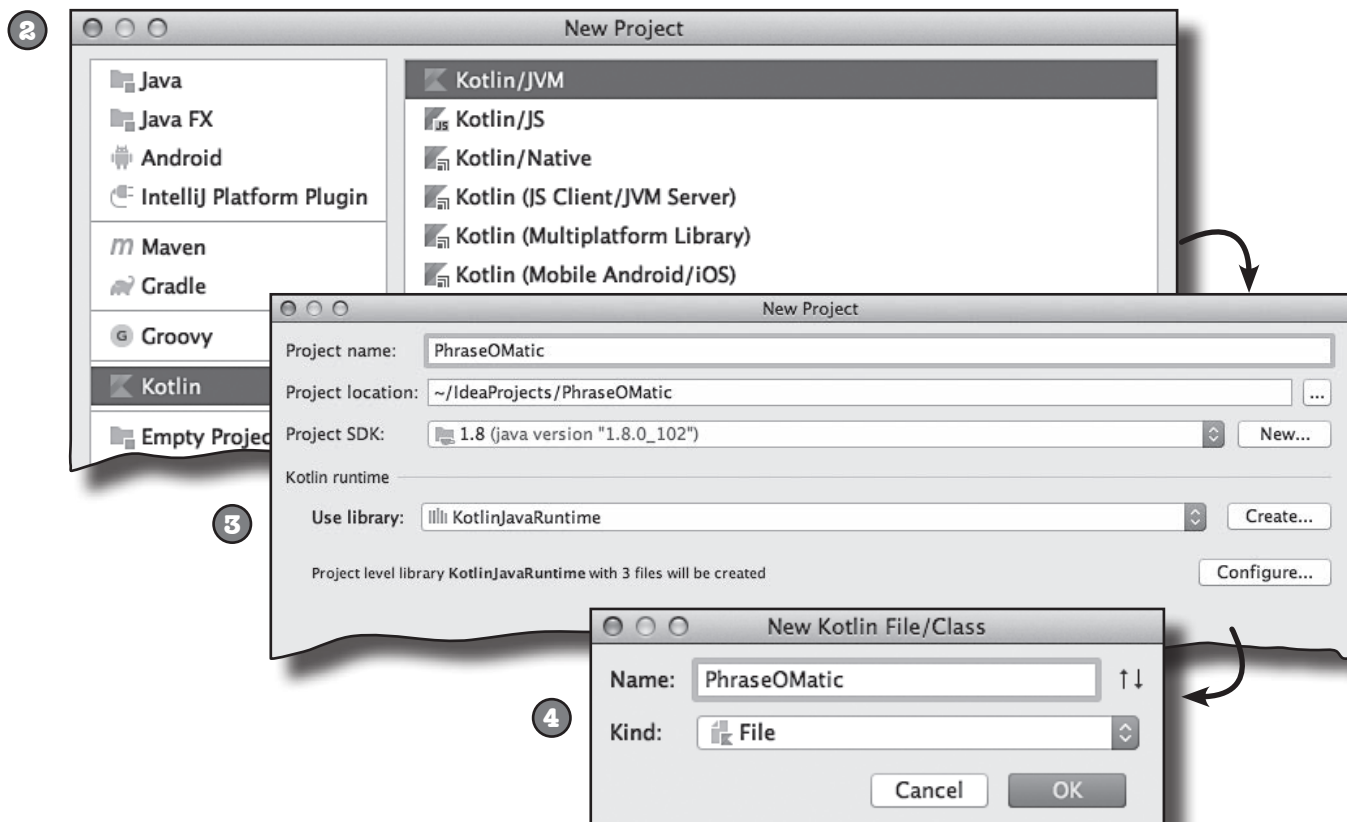 2
New Project
Java
Java FX
Android
IntelliJ Platform Plugin
Maven
Gradle
Groovy
Kotlin
Empty Projec
Kotlin/JVM
Kotlin/JS
Kotlin/Native
Kotlin (JS Client/JVM Server)
Kotlin (Multiplatform Library)
Kotlin (Mobile Android/iOS)
New Project
Project name: PhraseOMatic
Project location: ~/IdeaProjects/PhraseOMatic ...
Project SDK: 1.8 (java version "1.8.0_102") New...
Kotlin runtime
3
Use library: KotlinJavaRuntime Create...
Project level library KotlinJavaRuntime with 3 files will be created Configure...
4
New Kotlin File/Class
Name: PhraseOMatic ↑↓
Kind: File
Cancel OK